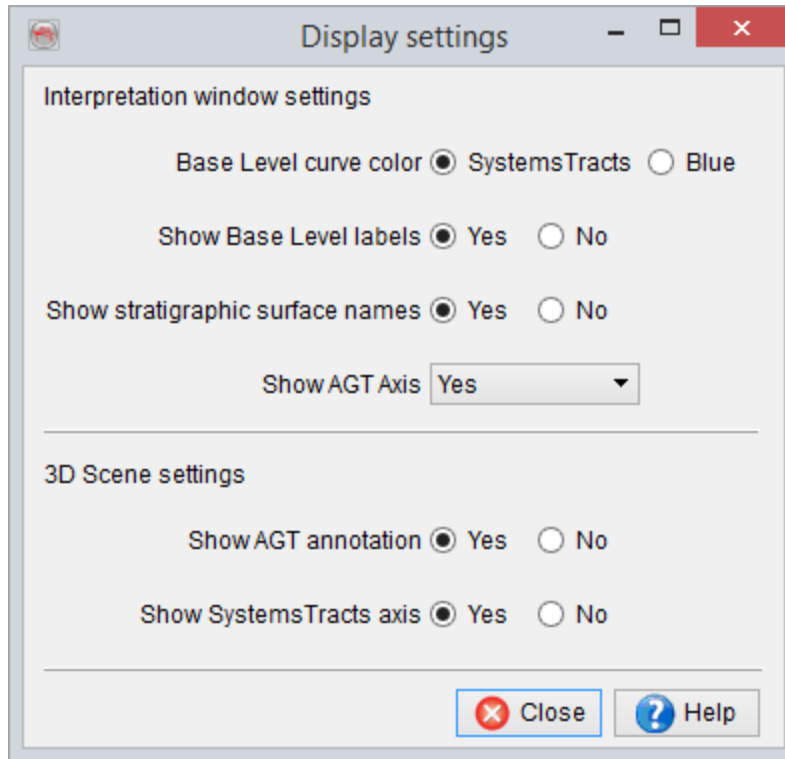 Display settings
Interpretation window settings
Base Level curve color SystemsTracts Blue
Show Base Level labels Yes No
Show stratigraphic surface names Yes No
Show AGT Axis Yes
3D Scene settings
Show AGT annotation Yes No
Show SystemsTracts axis Yes No
Close Help